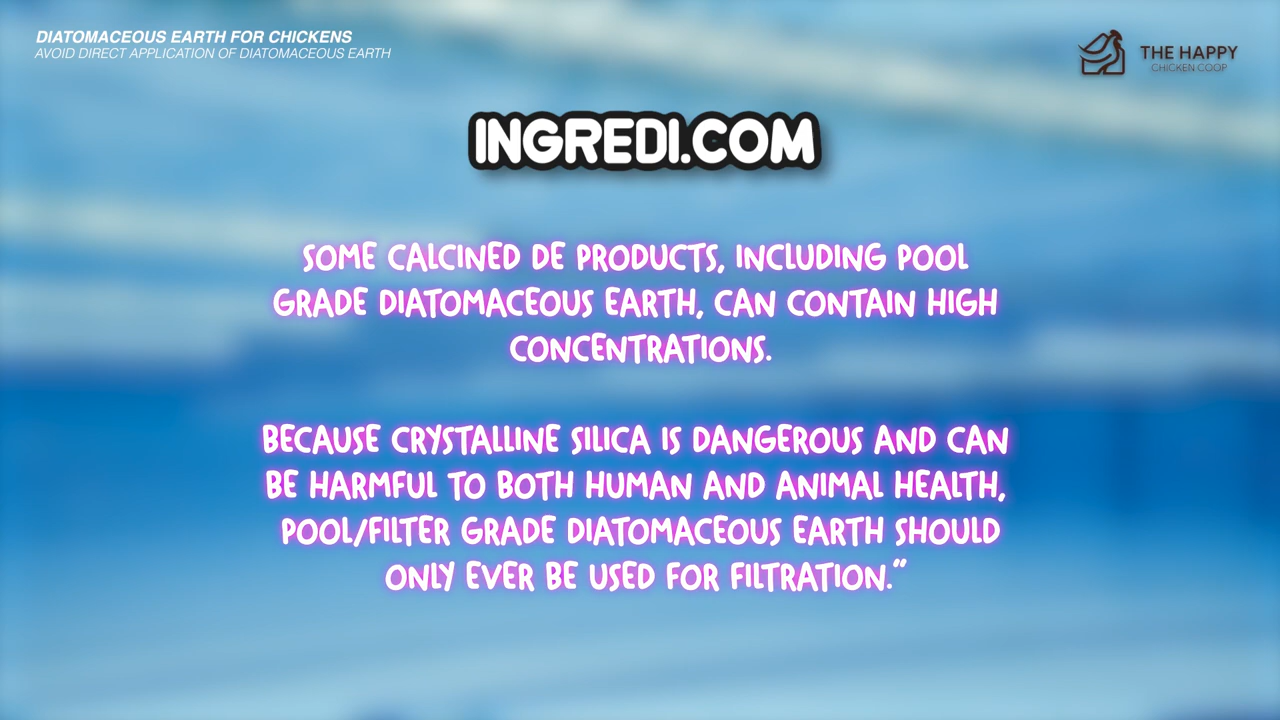 DIATOMACEOUS EARTH FOR CHICKENS
AVOID DIRECT APPLICATION OF DIATOMACEOUS EARTH
THE HAPPY
CHICKEN COOP
INGREDI.COM
SOME CALCINED DE PRODUCTS, INCLUDING POOL
GRADE DIATOMACEOUS EARTH, CAN CONTAIN HIGH
CONCENTRATIONS.
BECAUSE CRYSTALLINE SILICA IS DANGEROUS AND CAN
BE HARMFUL TO BOTH HUMAN AND ANIMAL HEALTH,
POOL/FILTER GRADE DIATOMACEOUS EARTH SHOULD
ONLY EVER BE USED FOR FILTRATION.”